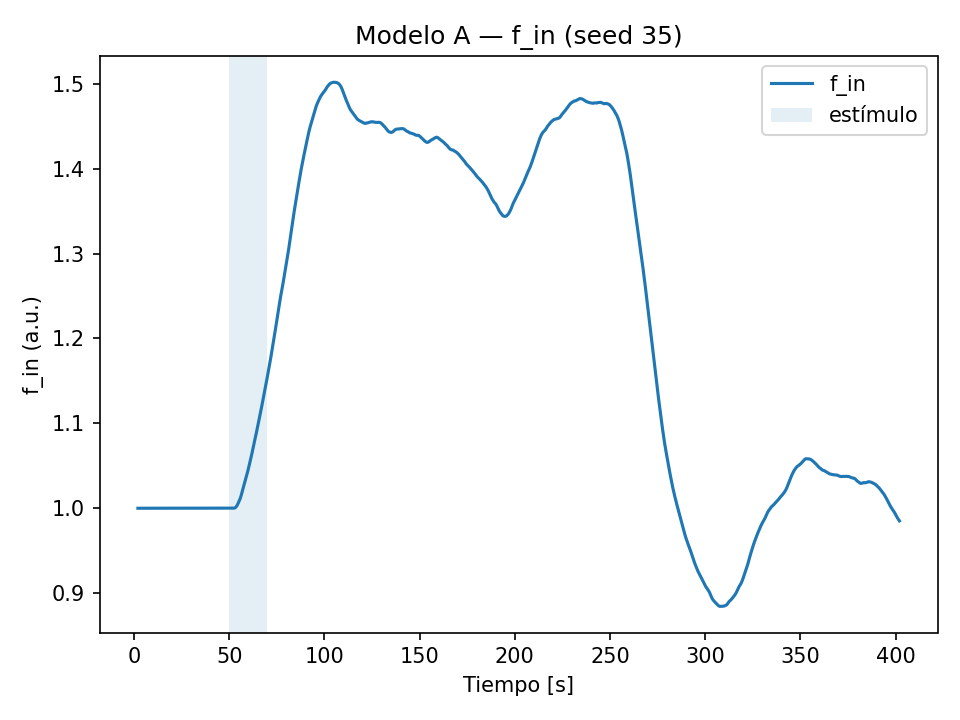 Modelo A — f_in (seed 35)
f_in
estímulo
f_in (a.u.)
1.5
1.4
1.3
1.2
1.1
1.0
0.9
0 50 100 150 200 250 300 350 400
Tiempo [s]